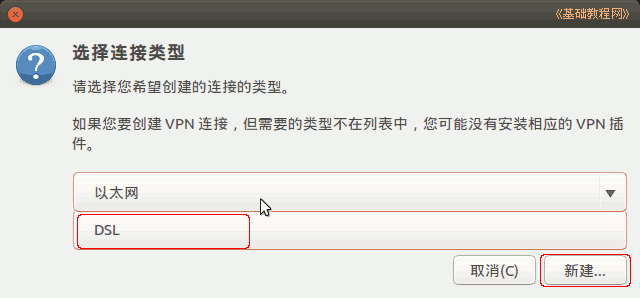 《基础教程网》
选择连接类型
请选择您希望创建的连接的类型。
如果您要创建 VPN 连接，但需要的类型不在列表中，您可能没有安装相应的 VPN 插
件。
以太网
DSL
取消(C)
新建...